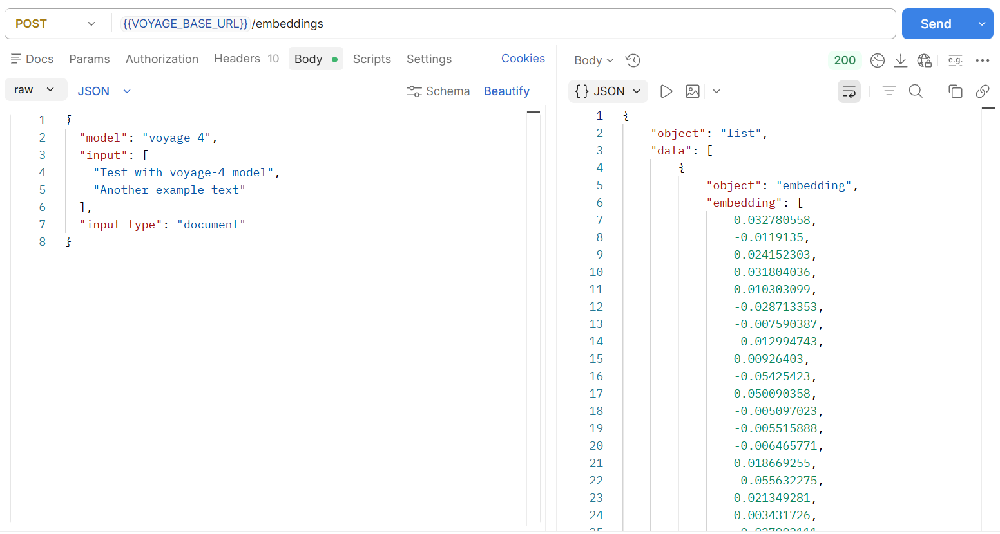 POST {{VOYAGE_BASE_URL}} /embeddings Send
Docs Params Authorization Headers 10 Body Scripts Settings Cookies
raw JSON Schema Beautify
1 {
2 "model": "voyage-4",
3 "input": [
4 "Test with voyage-4 model",
5 "Another example text"
6 ],
7 "input_type": "document"
8 }
Body 200 e.g.
{} JSON
1 {
2 "object": "list",
3 "data": [
4 {
5 "object": "embedding",
6 "embedding": [
7 0.032780558,
8 -0.0119135,
9 0.024152303,
10 0.031804036,
11 0.010303099,
12 -0.028713353,
13 -0.007590387,
14 -0.012994743,
15 0.00926403,
16 -0.05425423,
17 0.050090358,
18 -0.005097023,
19 -0.005515888,
20 -0.006465771,
21 0.018669255,
22 -0.055632275,
23 0.021349281,
24 0.003431726,